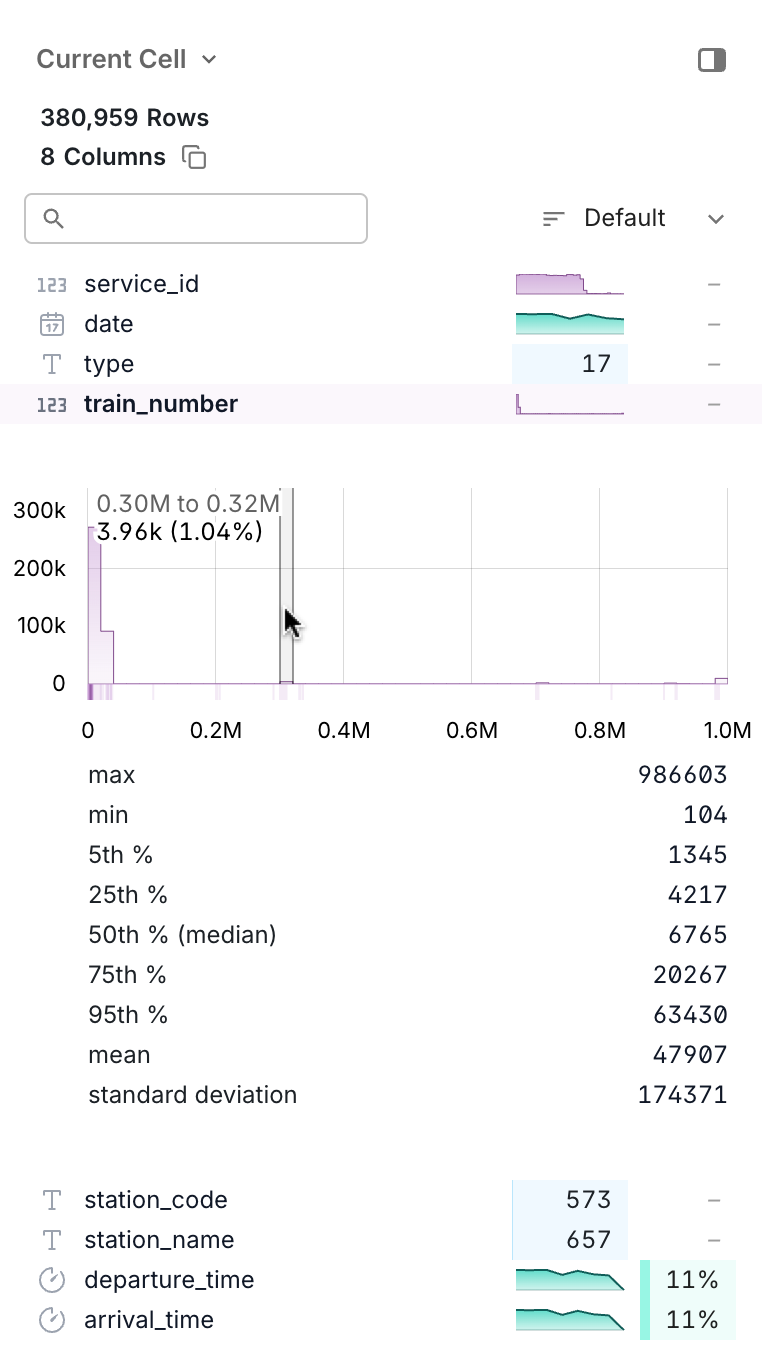 Current Cell
380,959 Rows
8 Columns
Default
123 service_id –
17 date –
T type 17 –
123 train_number –
0.30M to 0.32M
3.96k (1.04%)
300k
200k
100k
0
0 0.2M 0.4M 0.6M 0.8M 1.0M
max 986603
min 104
5th % 1345
25th % 4217
50th % (median) 6765
75th % 20267
95th % 63430
mean 47907
standard deviation 174371
T station_code 573 –
T station_name 657 –
departure_time 11%
arrival_time 11%